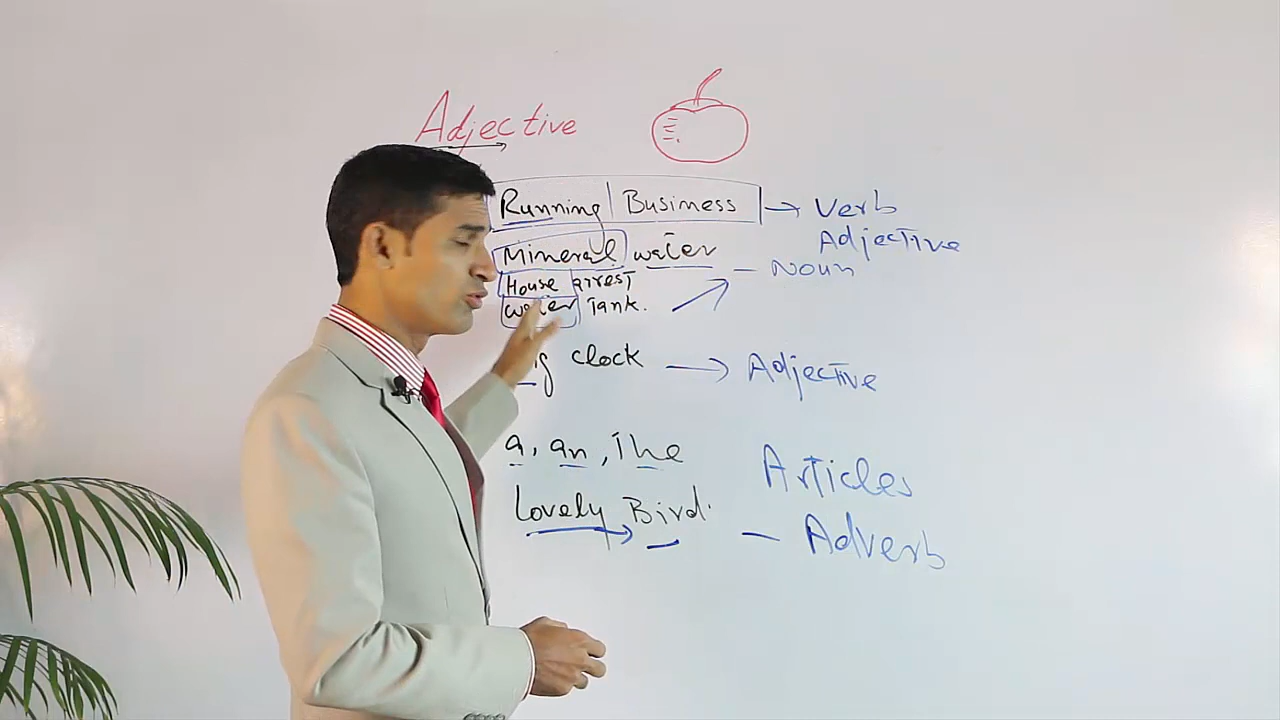 Adjective
Running Business → Verb
Adjective
Mineral water
House arrest — Noun
water Tank.
clock → Adjective
a, an, The
Articles
Lovely Bird. — Adverb